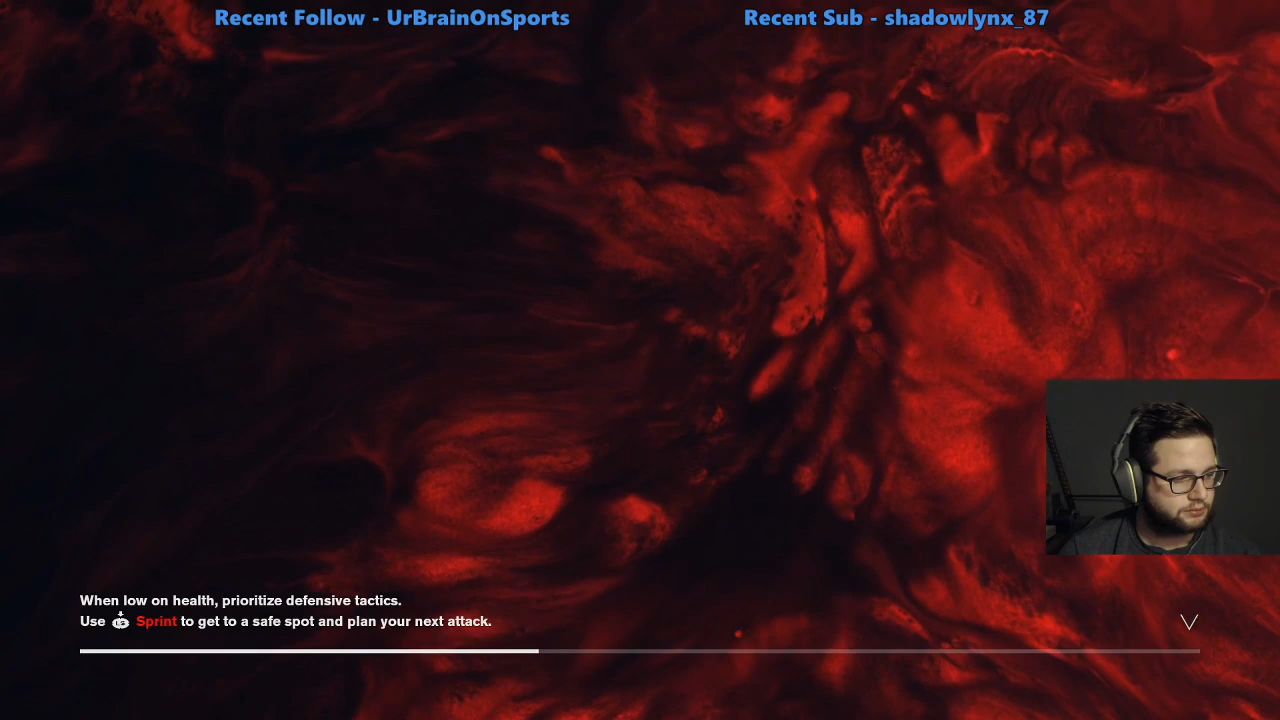 Recent Follow - UrBrainOnSports
Recent Sub - shadowlynx_87
When low on health, prioritize defensive tactics.
Use Sprint to get to a safe spot and plan your next attack.